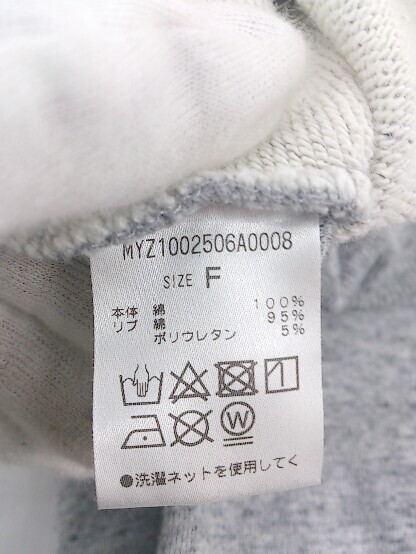 MYZ1002506A0008
SIZE F
本体 綿 100%
リブ 綿 95%
ポリウレタン 5%
W
●洗濯ネットを使用してく